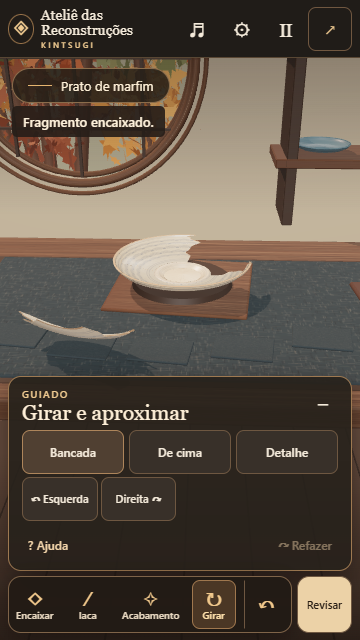 Ateliê das
Reconstruções
KINTSUGI
Prato de marfim
Fragmento encaixado.
GUIADO
Girar e aproximar
Bancada
De cima
Detalhe
Esquerda
Direita
? Ajuda
Refazer
Encaixar
laca
Acabamento
Girar
Revisar